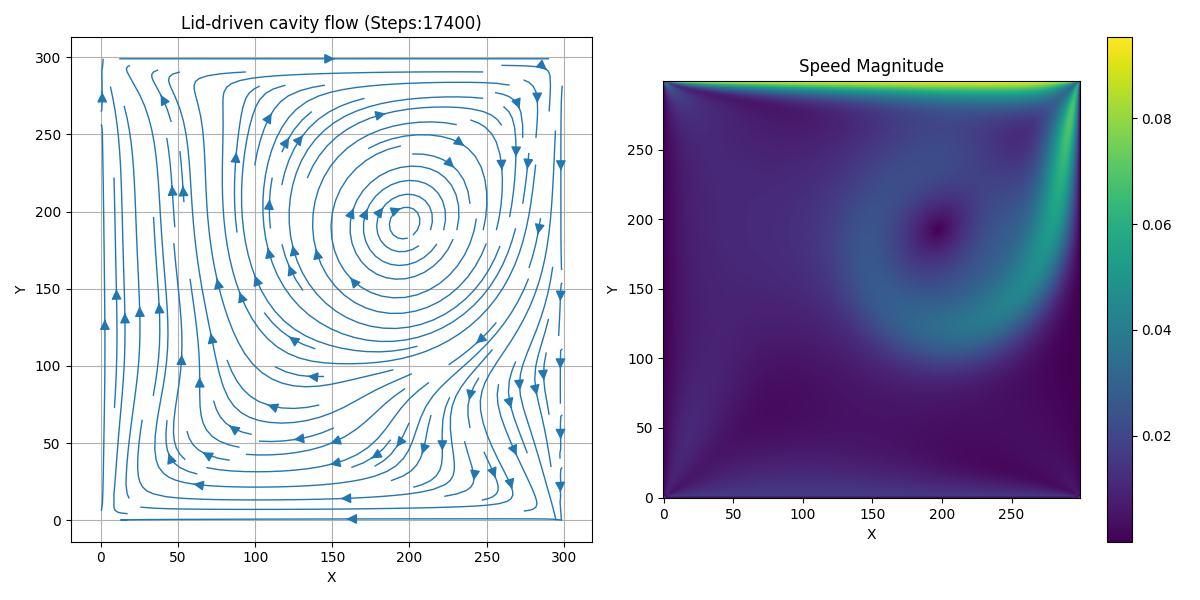 Lid-driven cavity flow (Steps:17400)
300
250
200
150
100
50
0
Y
0 50 100 150 200 250 300
X
Speed Magnitude
250
200
150
100
50
0
Y
0 50 100 150 200 250
X
0.08
0.06
0.04
0.02